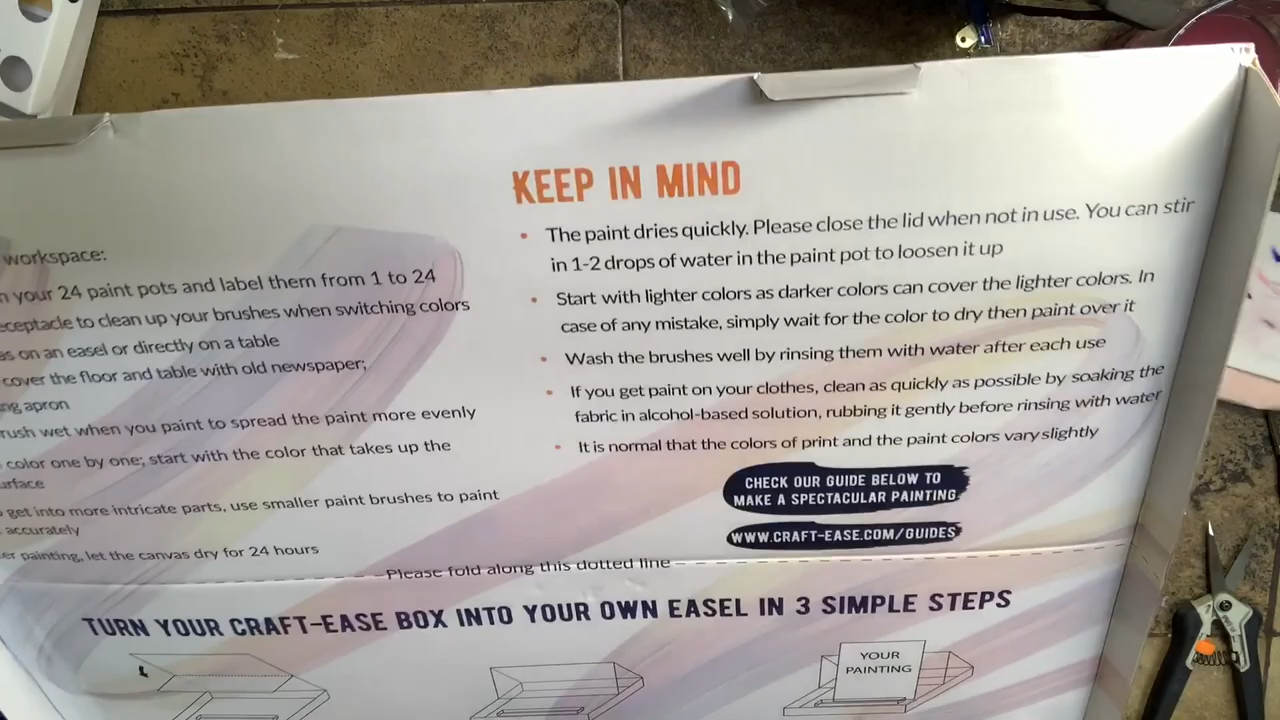 workspace:
your 24 paint pots and label them from 1 to 24
to clean up your brushes when switching colors
on an easel or directly on a table
cover the floor and table with old newspaper;
apron
wet when you paint to spread the paint more evenly
color one by one; start with the color that takes up the
get into more intricate parts, use smaller paint brushes to paint
accurately
painting, let the canvas dry for 24 hours
KEEP IN MIND
• The paint dries quickly. Please close the lid when not in use. You can stir
in 1-2 drops of water in the paint pot to loosen it up
• Start with lighter colors as darker colors can cover the lighter colors. In
case of any mistake, simply wait for the color to dry then paint over it
• Wash the brushes well by rinsing them with water after each use
• If you get paint on your clothes, clean as quickly as possible by soaking the
fabric in alcohol-based solution, rubbing it gently before rinsing with water
• It is normal that the colors of print and the paint colors vary slightly
CHECK OUR GUIDE BELOW TO
MAKE A SPECTACULAR PAINTING
WWW.CRAFT-EASE.COM/GUIDES
Please fold along this dotted line
TURN YOUR CRAFT-EASE BOX INTO YOUR OWN EASEL IN 3 SIMPLE STEPS
YOUR
PAINTING